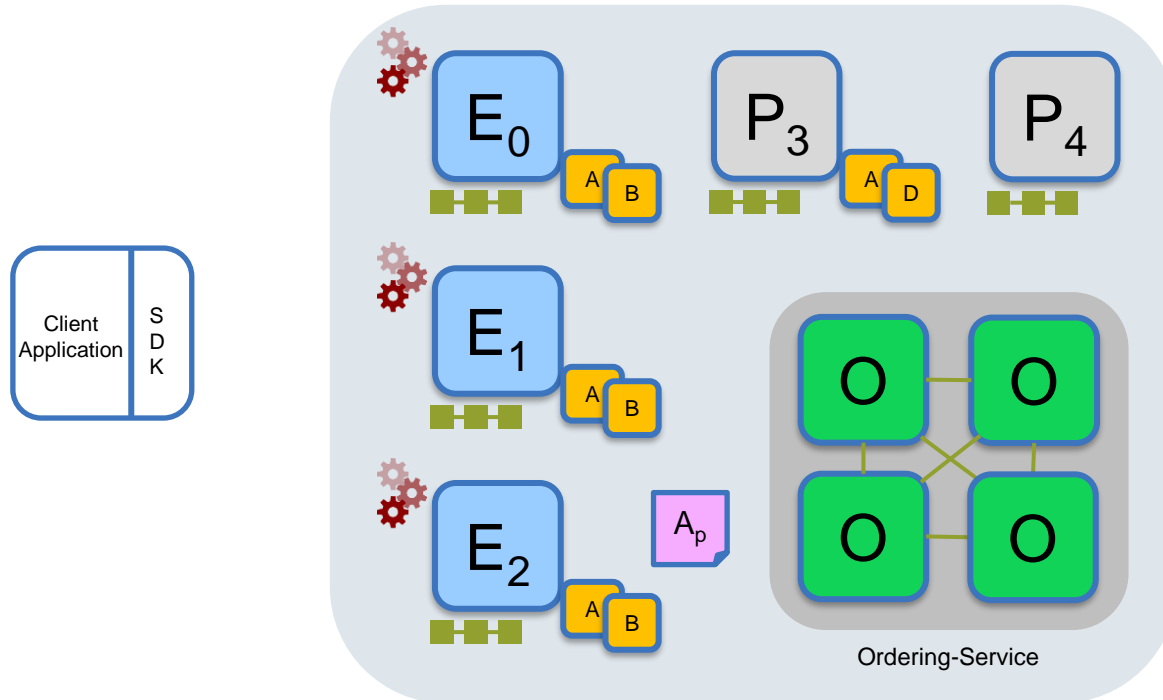 E0
A
B
P3
A
D
P4
Client
Application
S
D
K
E1
A
B
E2
A
B
Ap
O
O
O
O
Ordering-Service